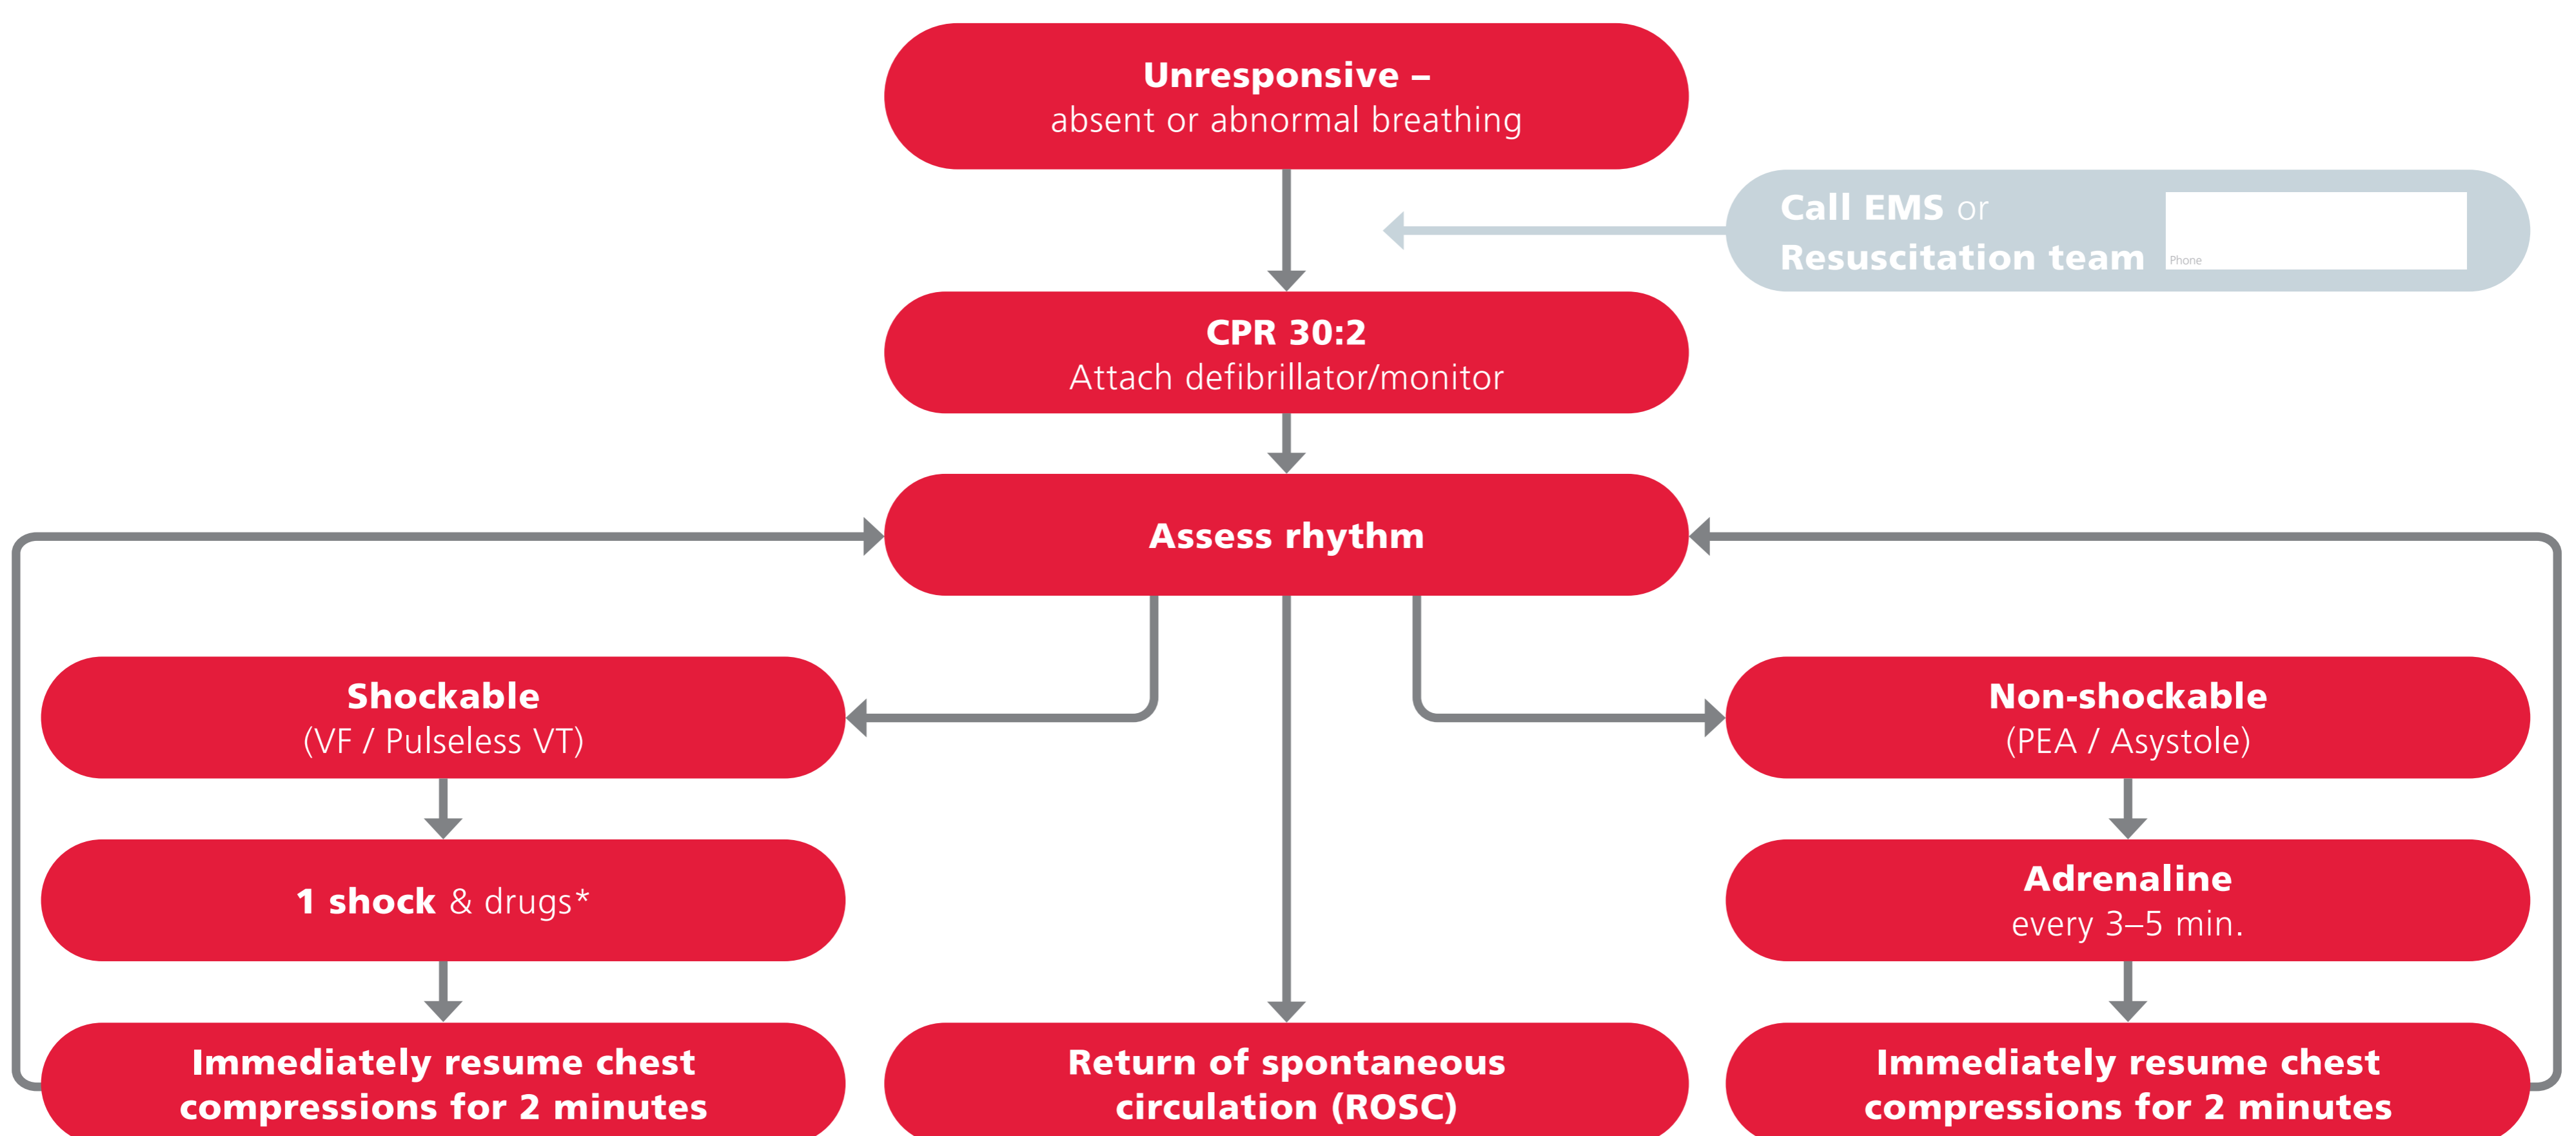 Unresponsive –
absent or abnormal breathing
Call EMS or
Resuscitation team
Phone
CPR 30:2
Attach defibrillator/monitor
Assess rhythm
Shockable
(VF / Pulseless VT)
Non-shockable
(PEA / Asystole)
1 shock & drugs*
Adrenaline
every 3–5 min.
Immediately resume chest
compressions for 2 minutes
Return of spontaneous
circulation (ROSC)
Immediately resume chest
compressions for 2 minutes